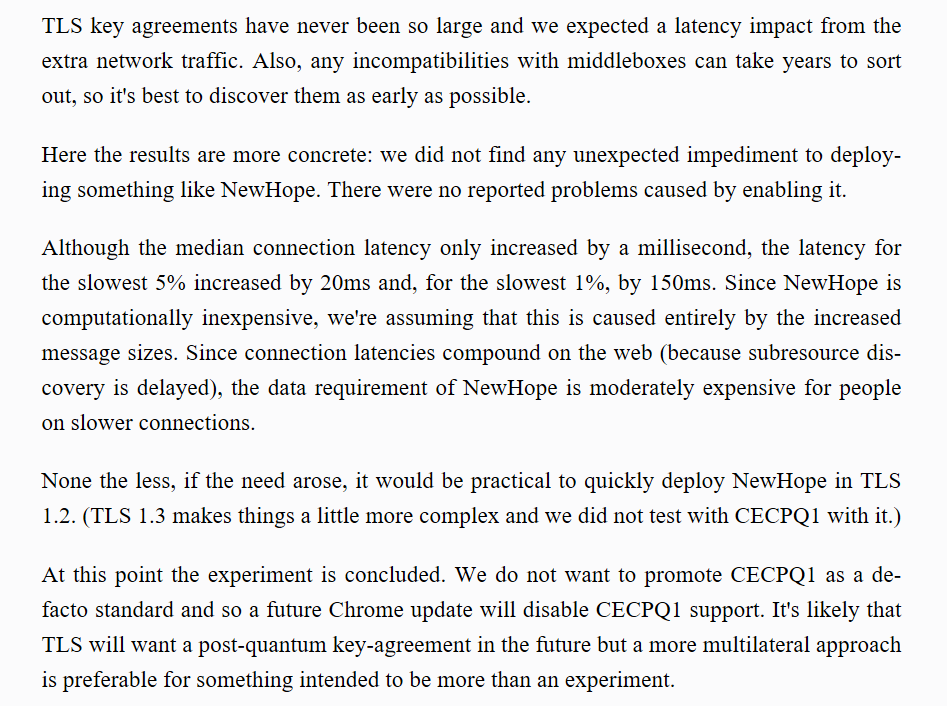 TLS key agreements have never been so large and we expected a latency impact from the
extra network traffic. Also, any incompatibilities with middleboxes can take years to sort
out, so it's best to discover them as early as possible.
Here the results are more concrete: we did not find any unexpected impediment to deploy-
ing something like NewHope. There were no reported problems caused by enabling it.
Although the median connection latency only increased by a millisecond, the latency for
the slowest 5% increased by 20ms and, for the slowest 1%, by 150ms. Since NewHope is
computationally inexpensive, we're assuming that this is caused entirely by the increased
message sizes. Since connection latencies compound on the web (because subresource dis-
covery is delayed), the data requirement of NewHope is moderately expensive for people
on slower connections.
None the less, if the need arose, it would be practical to quickly deploy NewHope in TLS
1.2. (TLS 1.3 makes things a little more complex and we did not test with CECPQ1 with it.)
At this point the experiment is concluded. We do not want to promote CECPQ1 as a de-
facto standard and so a future Chrome update will disable CECPQ1 support. It's likely that
TLS will want a post-quantum key-agreement in the future but a more multilateral approach
is preferable for something intended to be more than an experiment.